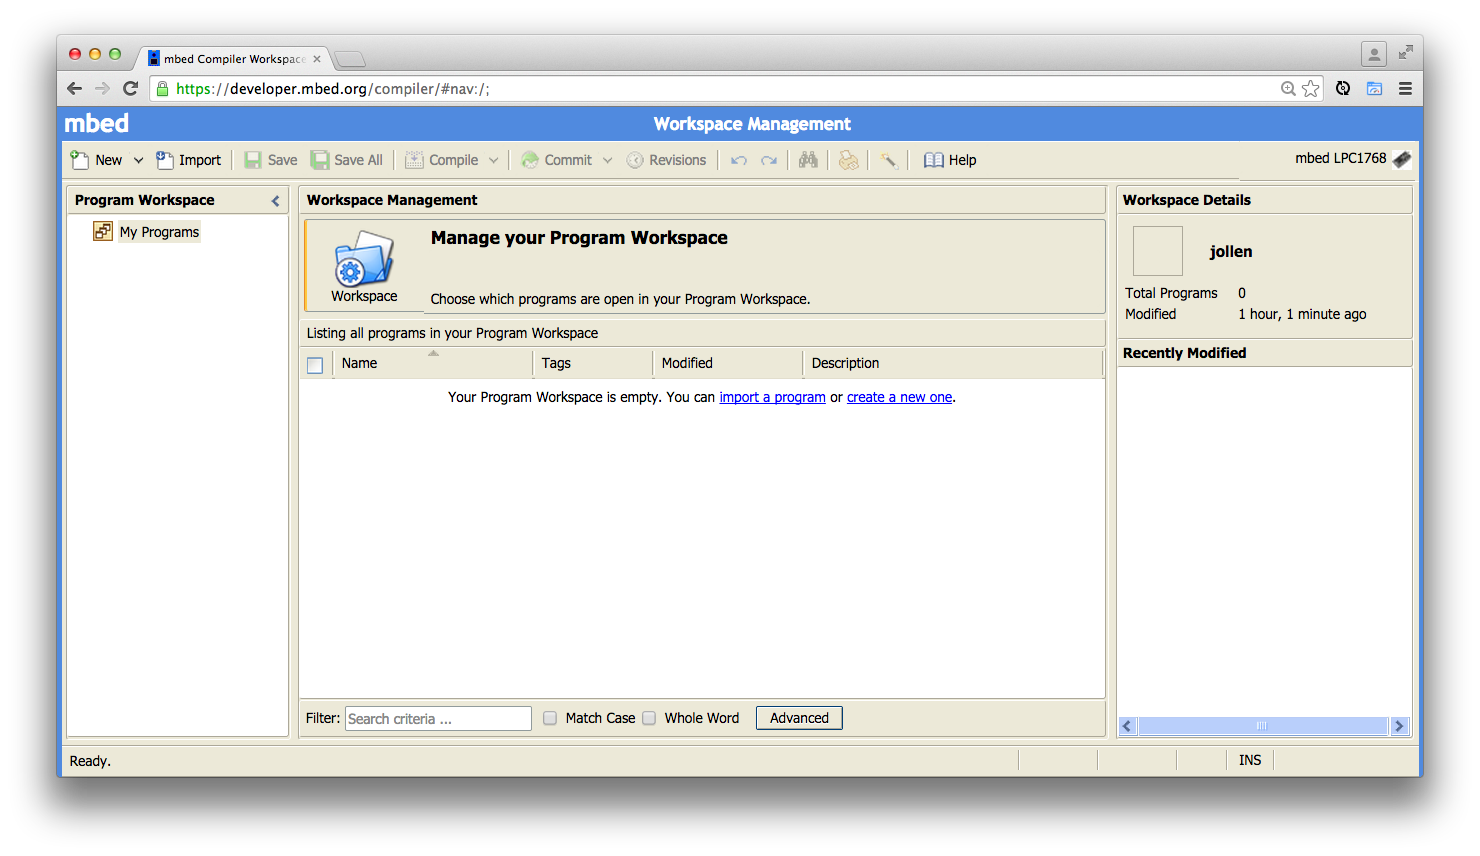 mbed Compiler Workspace
https://developer.mbed.org/compiler/#nav:/;
mbed
Workspace Management
New Import Save Save All Compile Commit Revisions Help mbed LPC1768
Program Workspace
My Programs
Workspace Management
Manage your Program Workspace
Workspace
Choose which programs are open in your Program Workspace.
Listing all programs in your Program Workspace
Name Tags Modified Description
Your Program Workspace is empty. You can import a program or create a new one.
Filter: Search criteria ... Match Case Whole Word Advanced
Workspace Details
jollen
Total Programs 0
Modified 1 hour, 1 minute ago
Recently Modified
Ready. INS